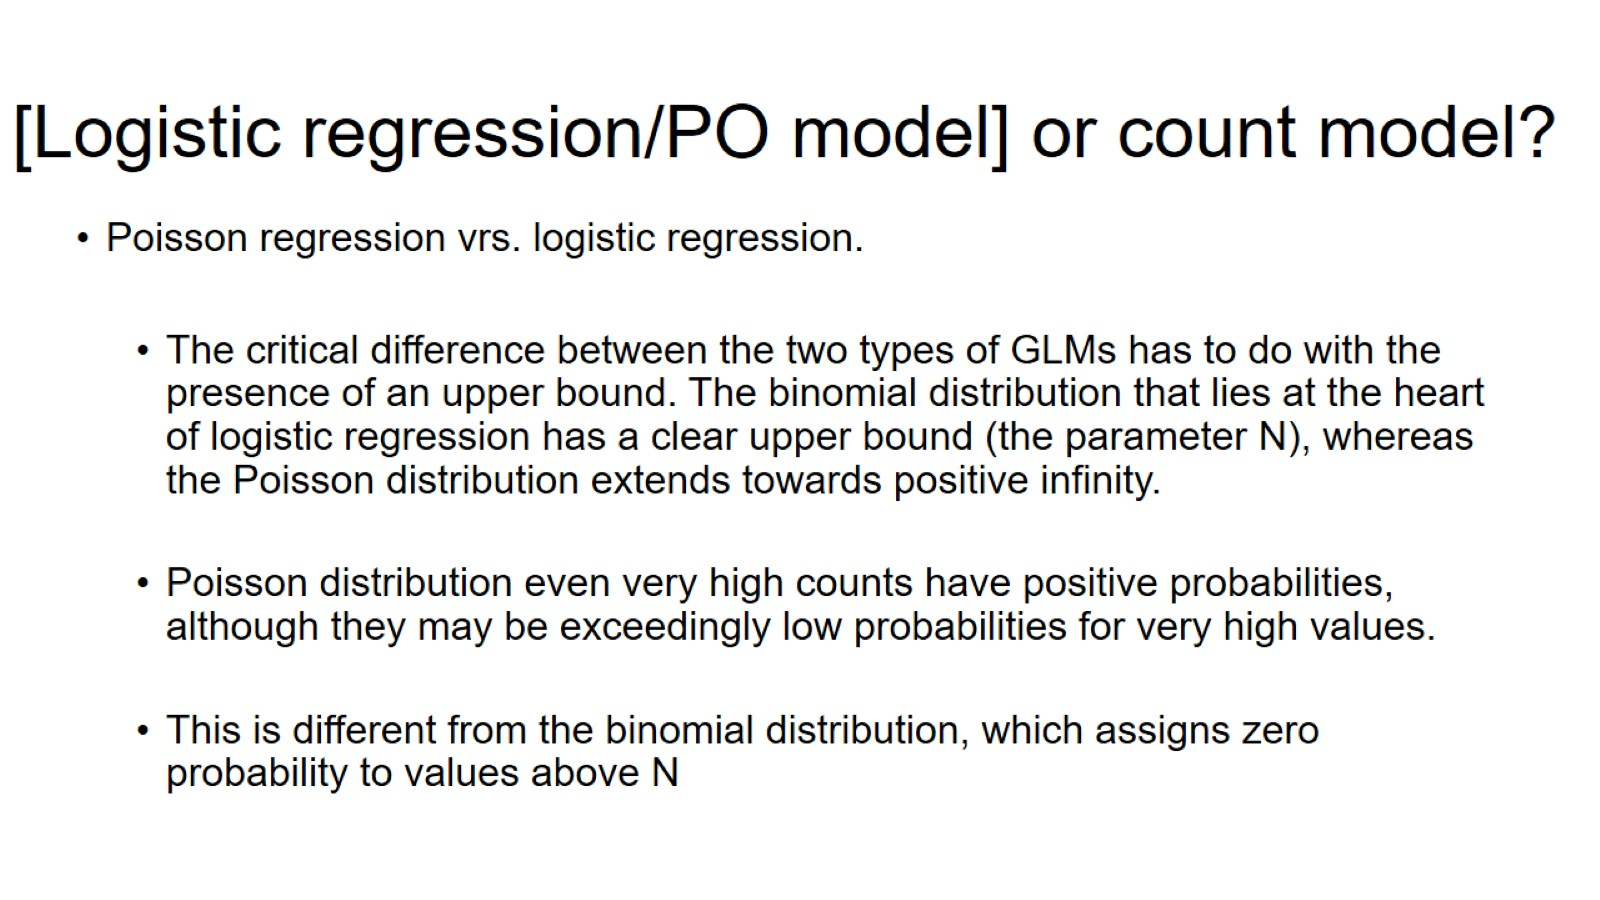 [Logistic regression/PO model] or count model?
• Poisson regression vrs. logistic regression.
• The critical difference between the two types of GLMs has to do with the
presence of an upper bound. The binomial distribution that lies at the heart
of logistic regression has a clear upper bound (the parameter N), whereas
the Poisson distribution extends towards positive infinity.
• Poisson distribution even very high counts have positive probabilities,
although they may be exceedingly low probabilities for very high values.
• This is different from the binomial distribution, which assigns zero
probability to values above N